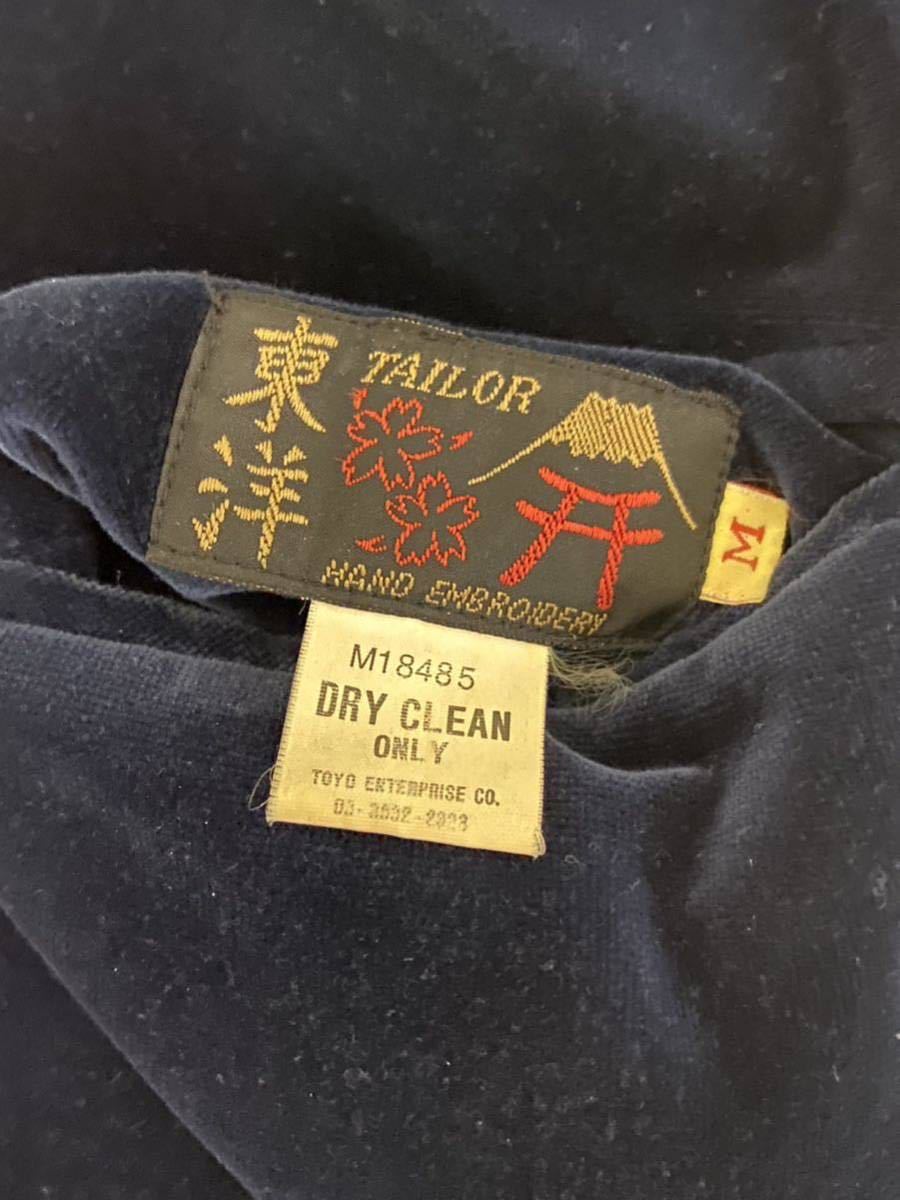 東洋
TAILOR
HAND EMBROIDERY
M
M18485
DRY CLEAN
ONLY
TOYO ENTERPRISE CO.